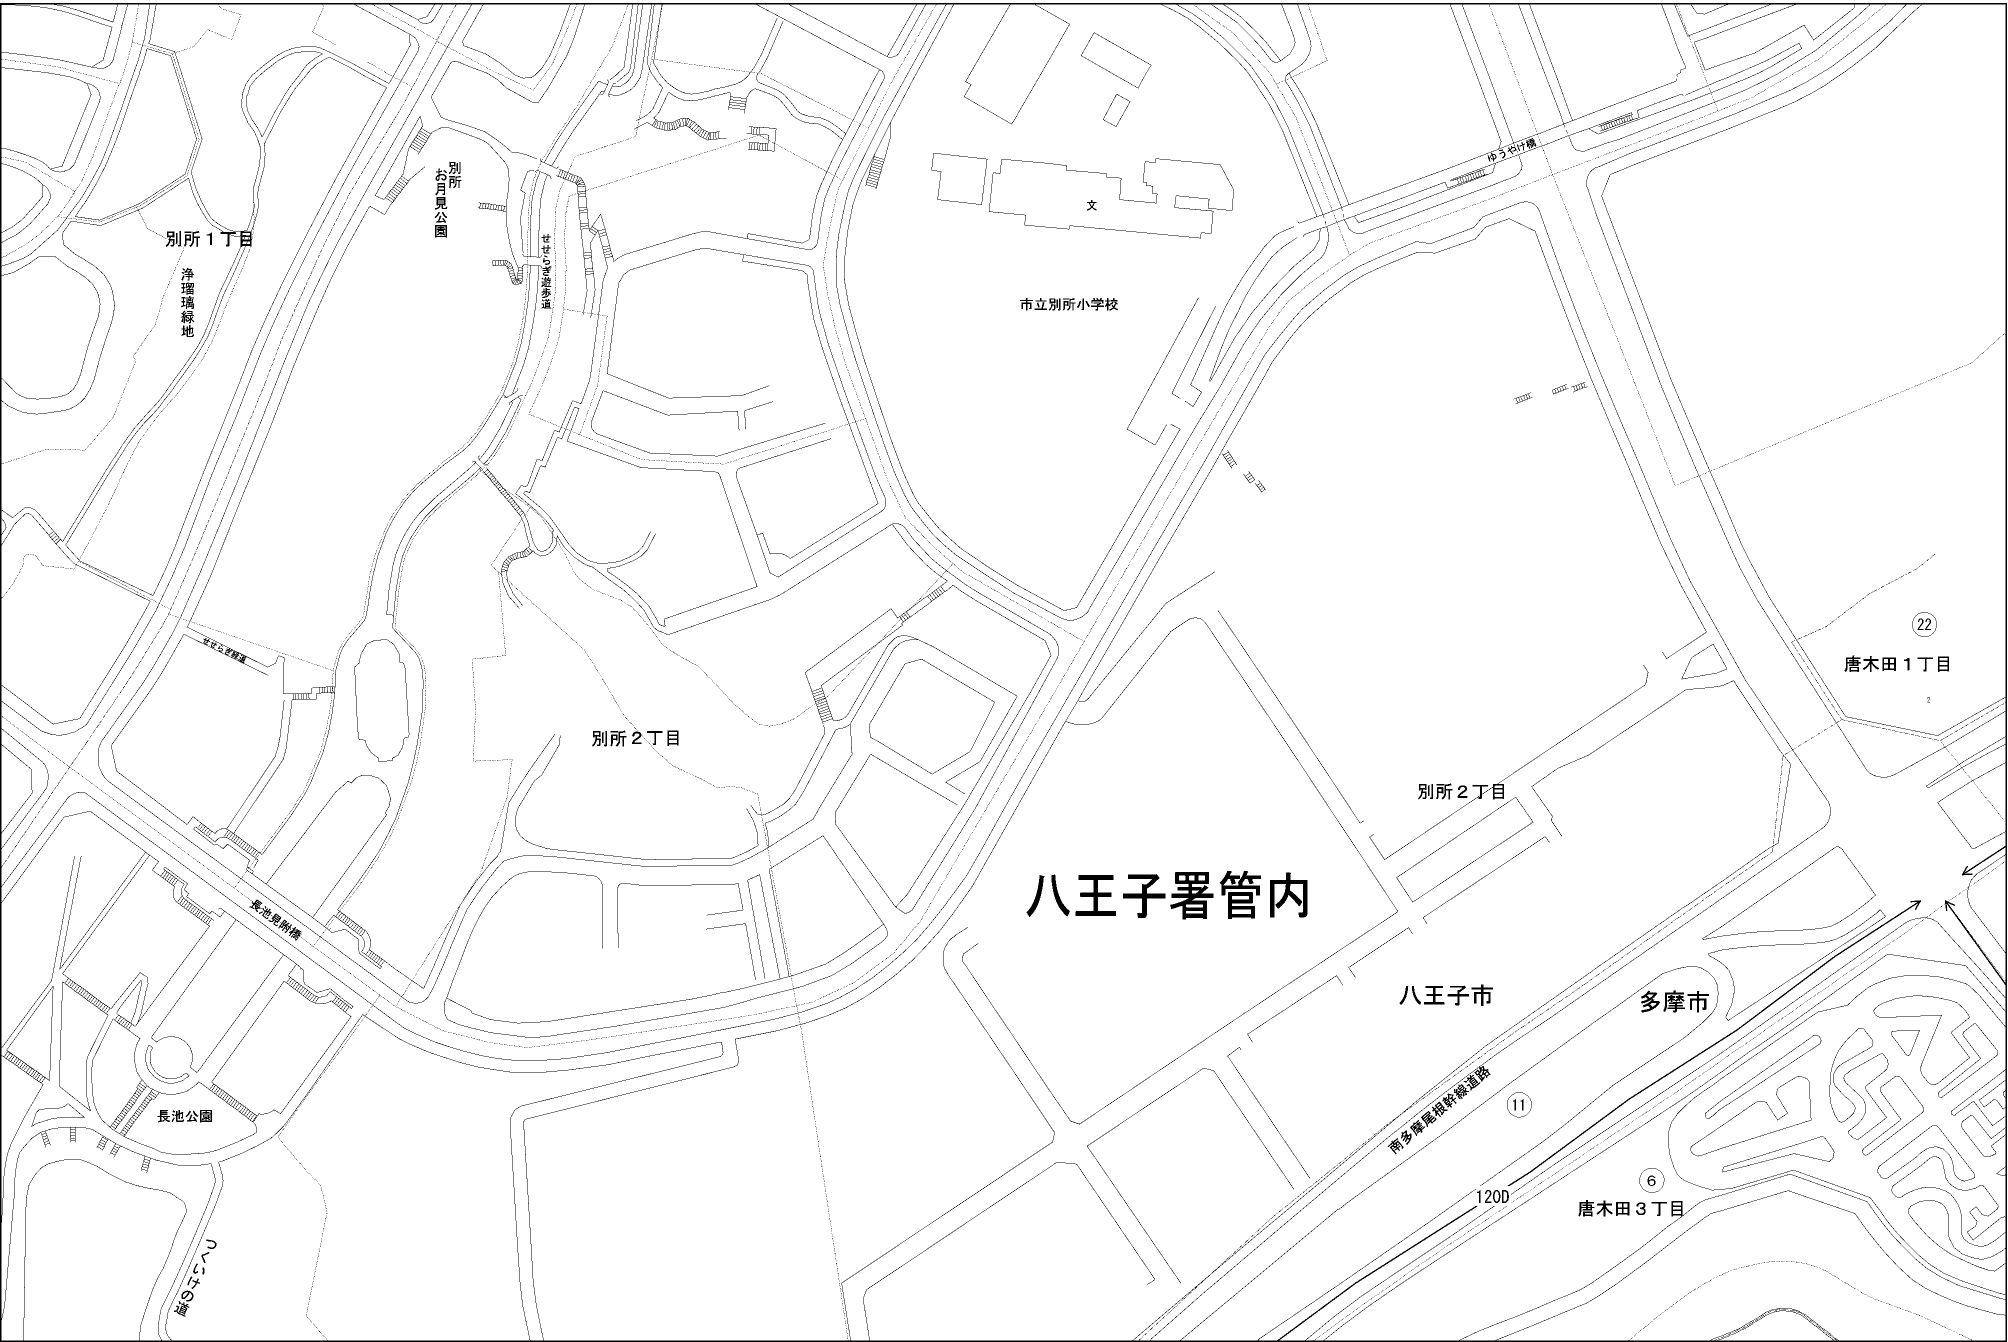 ゆうやけ橋
別所
お月見公園
文
別所１丁目
せせらぎ遊歩道
浄瑠璃緑地
市立別所小学校
22
せせらぎ緑道
唐木田１丁目
2
別所２丁目
別所２丁目
八王子署管内
長池見附橋
八王子市
多摩市
南多摩尾根幹線道路
11
長池公園
6
120D
唐木田３丁目
つくいけの道